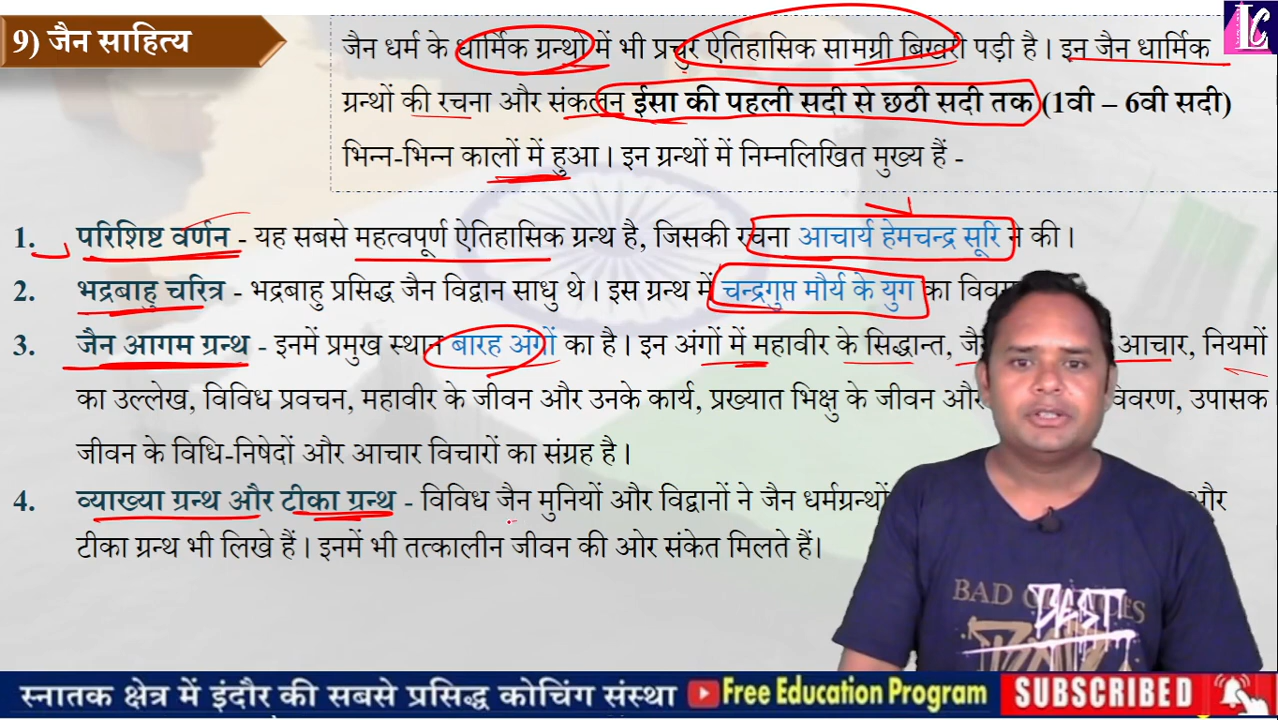 9) जैन साहित्य
जैन धर्म के धार्मिक ग्रन्थो में भी प्रचुर ऐतिहासिक सामग्री बिखरी पड़ी है। इन जैन धार्मिक
ग्रन्थों की रचना और संकलन ईसा की पहली सदी से छठी सदी तक (1वी – 6वी सदी)
भिन्न-भिन्न कालों में हुआ। इन ग्रन्थों में निम्नलिखित मुख्य हैं -
1. परिशिष्ट वर्णन - यह सबसे महत्वपूर्ण ऐतिहासिक ग्रन्थ है, जिसकी रचना आचार्य हेमचन्द्र सूरि ने की।
2. भद्रबाहु चरित्र - भद्रबाहु प्रसिद्ध जैन विद्वान साधु थे। इस ग्रन्थ में चन्द्रगुप्त मौर्य के युग का
3. जैन आगम ग्रन्थ - इनमें प्रमुख स्थान बारह अंगों का है। इन अंगों में महावीर के सिद्धान्त, आचार, नियमों
का उल्लेख, विविध प्रवचन, महावीर के जीवन और उनके कार्य, प्रख्यात भिक्षु के जीवन और विवरण, उपासक
जीवन के विधि-निषेदों और आचार विचारों का संग्रह है।
4. व्याख्या ग्रन्थ और टीका ग्रन्थ - विविध जैन मुनियों और विद्वानों ने जैन धर्मग्रन्थों और
टीका ग्रन्थ भी लिखे हैं। इनमें भी तत्कालीन जीवन की ओर संकेत मिलते हैं।
BAD
BEST
स्नातक क्षेत्र में इंदौर की सबसे प्रसिद्ध कोचिंग संस्था Free Education Program SUBSCRIBED